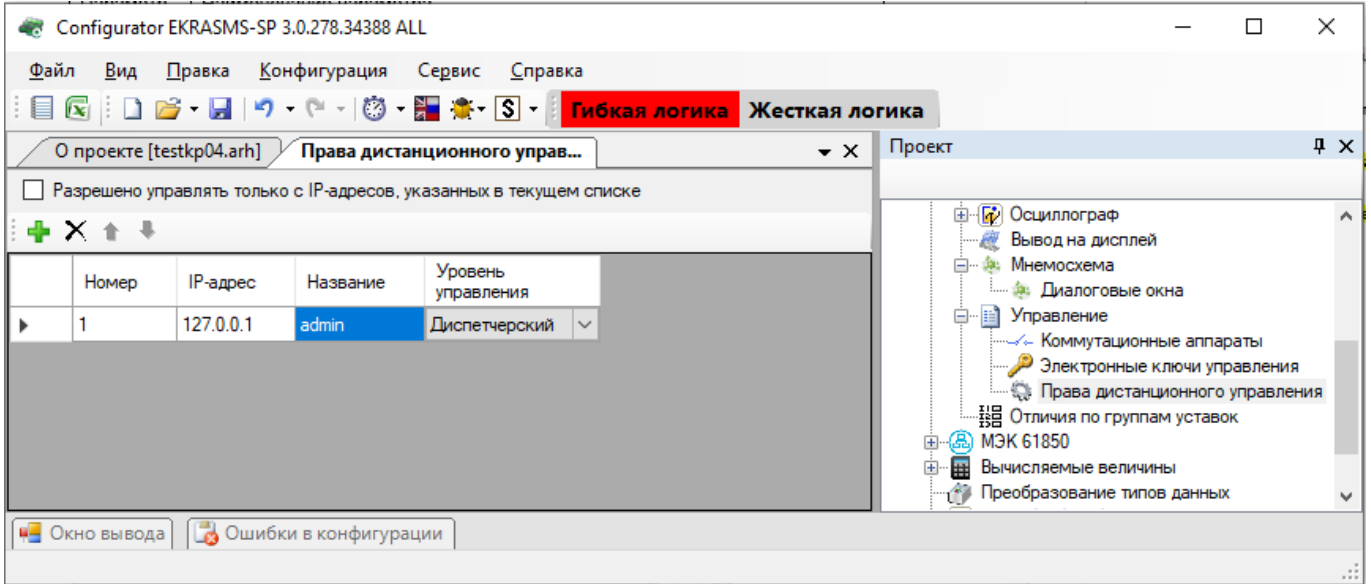 Configurator EKRASMS-SP 3.0.278.34388 ALL
Файл Вид Правка Конфигурация Сервис Справка
S Гибкая логика Жесткая логика
О проекте [testkp04.arh] Права дистанционного управ...
Проект
Разрешено управлять только с IP-адресов, указанных в текущем списке
Номер IP-адрес Название Уровень управления
1 127.0.0.1 admin Диспетчерский
Осциллограф
Вывод на дисплей
Мнемосхема
Диалоговые окна
Управление
Коммутационные аппараты
Электронные ключи управления
Права дистанционного управления
Отличия по группам уставок
МЭК 61850
Вычисляемые величины
Преобразование типов данных
Окно вывода Ошибки в конфигурации